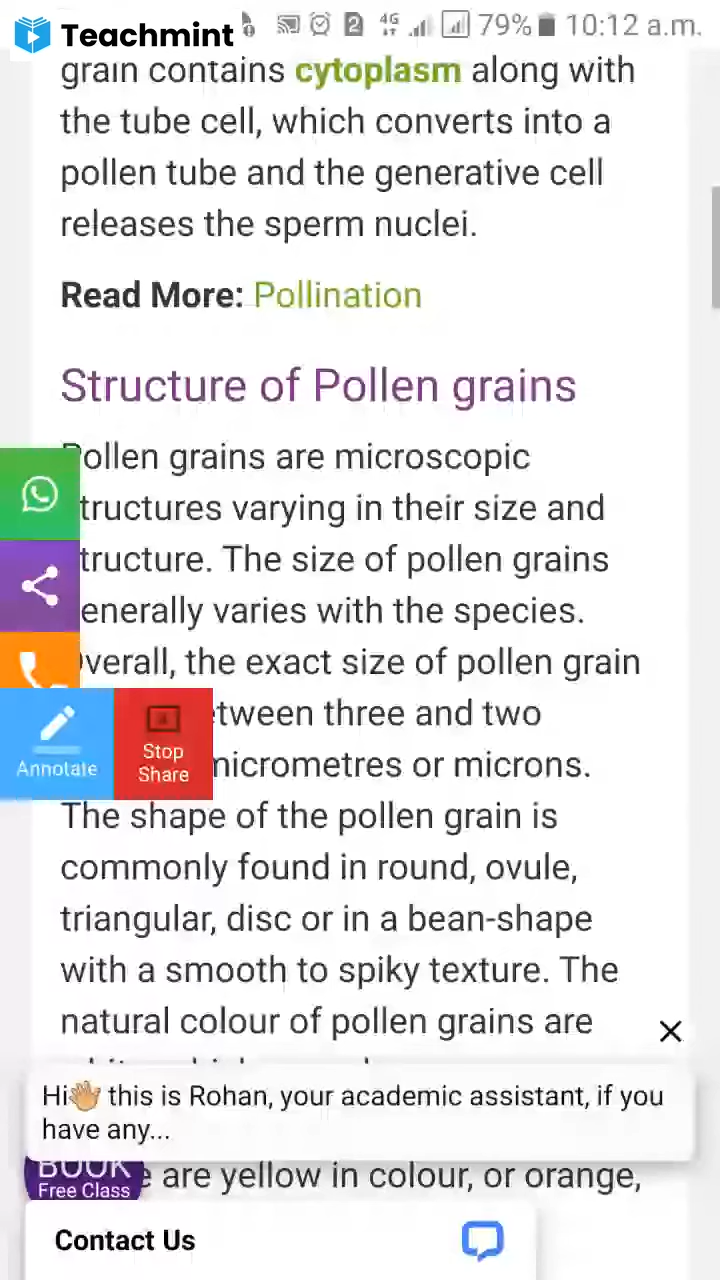 Teachmint 4G 79% 10:12 a.m.
grain contains cytoplasm along with
the tube cell, which converts into a
pollen tube and the generative cell
releases the sperm nuclei.
Read More: Pollination
Structure of Pollen grains
Pollen grains are microscopic
tructures varying in their size and
tructure. The size of pollen grains
enerally varies with the species.
verall, the exact size of pollen grain
tween three and two
micrometres or microns.
Annotate
Stop
Share
The shape of the pollen grain is
commonly found in round, ovule,
triangular, disc or in a bean-shape
with a smooth to spiky texture. The
natural colour of pollen grains are
Hi👋 this is Rohan, your academic assistant, if you
have any...
BOOK
Free Class
e are yellow in colour, or orange,
Contact Us